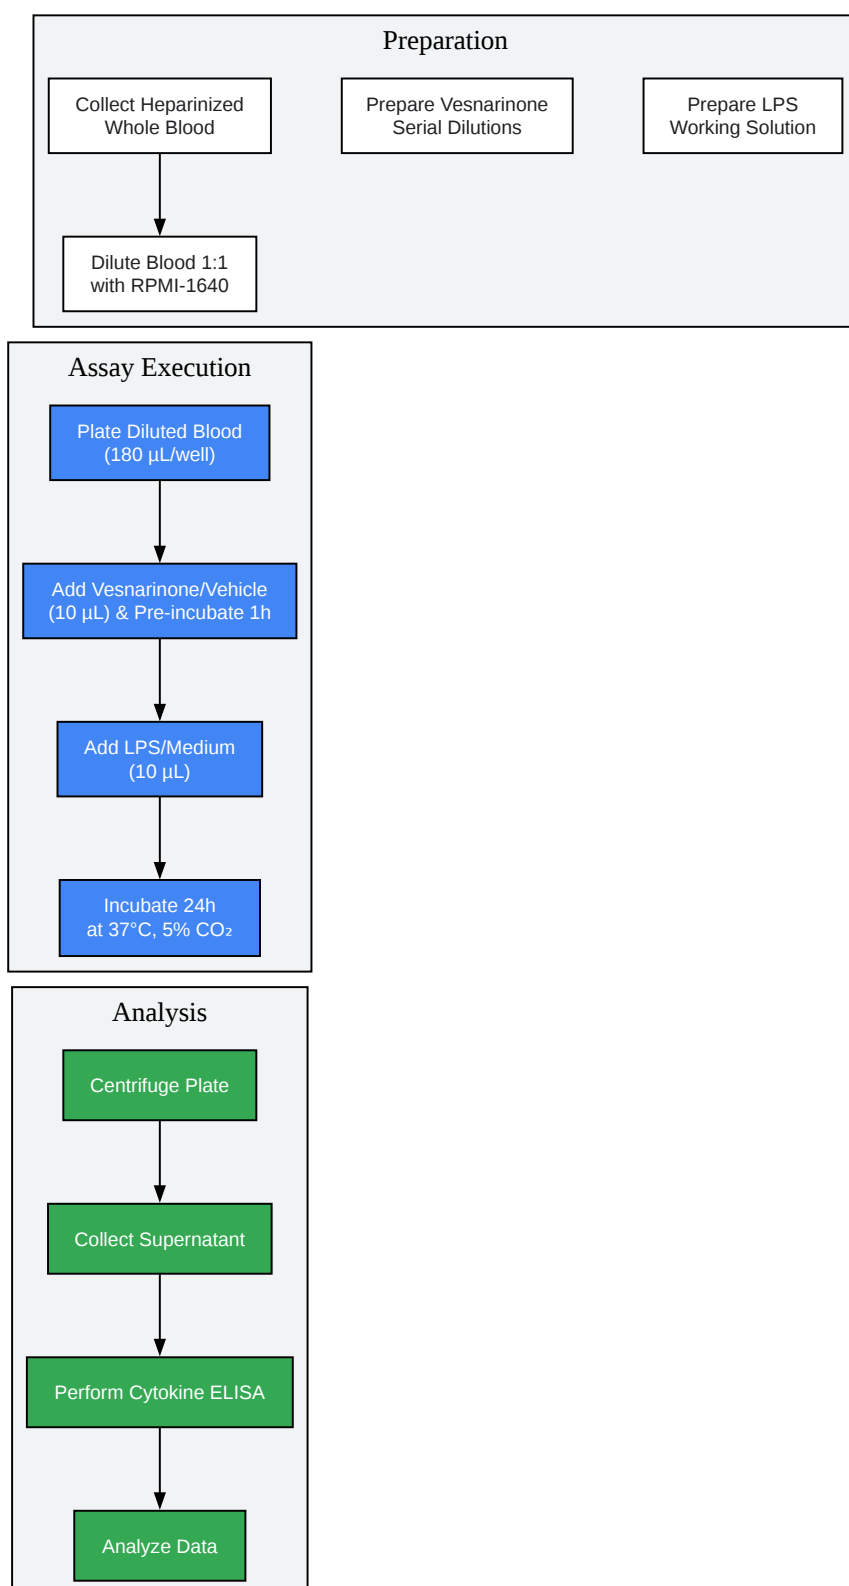 Preparation
Collect Heparinized
Whole Blood
Prepare Vesnarinone
Serial Dilutions
Prepare LPS
Working Solution
Dilute Blood 1:1
with RPMI-1640
Assay Execution
Plate Diluted Blood
(180 µL/well)
Add Vesnarinone/Vehicle
(10 µL) & Pre-incubate 1h
Add LPS/Medium
(10 µL)
Incubate 24h
at 37°C, 5% CO₂
Analysis
Centrifuge Plate
Collect Supernatant
Perform Cytokine ELISA
Analyze Data